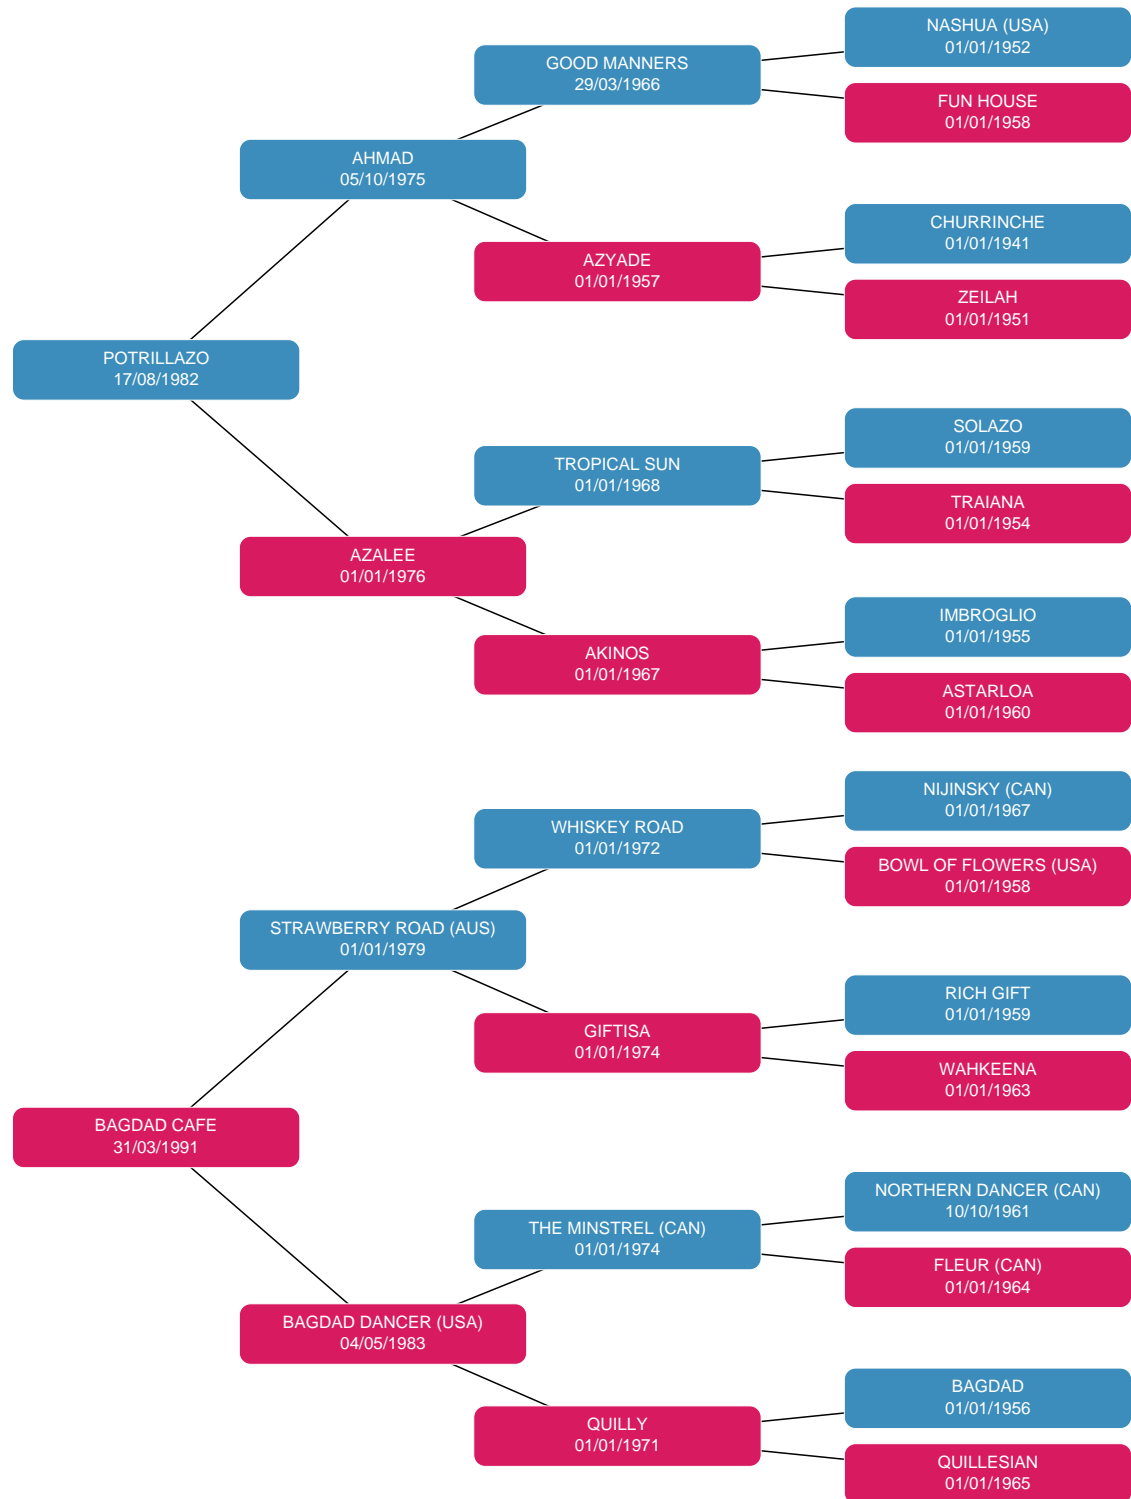 NASHUA (USA)
01/01/1952
GOOD MANNERS
29/03/1966
FUN HOUSE
01/01/1958
AHMAD
05/10/1975
CHURRINCHE
01/01/1941
AZYADE
01/01/1957
ZEILAH
01/01/1951
POTRILLAZO
17/08/1982
SOLAZO
01/01/1959
TROPICAL SUN
01/01/1968
TRAIANA
01/01/1954
AZALEE
01/01/1976
IMBROGLIO
01/01/1955
AKINOS
01/01/1967
ASTARLOA
01/01/1960
NIJINSKY (CAN)
01/01/1967
WHISKEY ROAD
01/01/1972
BOWL OF FLOWERS (USA)
01/01/1958
STRAWBERRY ROAD (AUS)
01/01/1979
RICH GIFT
01/01/1959
GIFTISA
01/01/1974
WAHKEENA
01/01/1963
BAGDAD CAFE
31/03/1991
NORTHERN DANCER (CAN)
10/10/1961
THE MINSTREL (CAN)
01/01/1974
FLEUR (CAN)
01/01/1964
BAGDAD DANCER (USA)
04/05/1983
BAGDAD
01/01/1956
QUILLY
01/01/1971
QUILLESIAN
01/01/1965